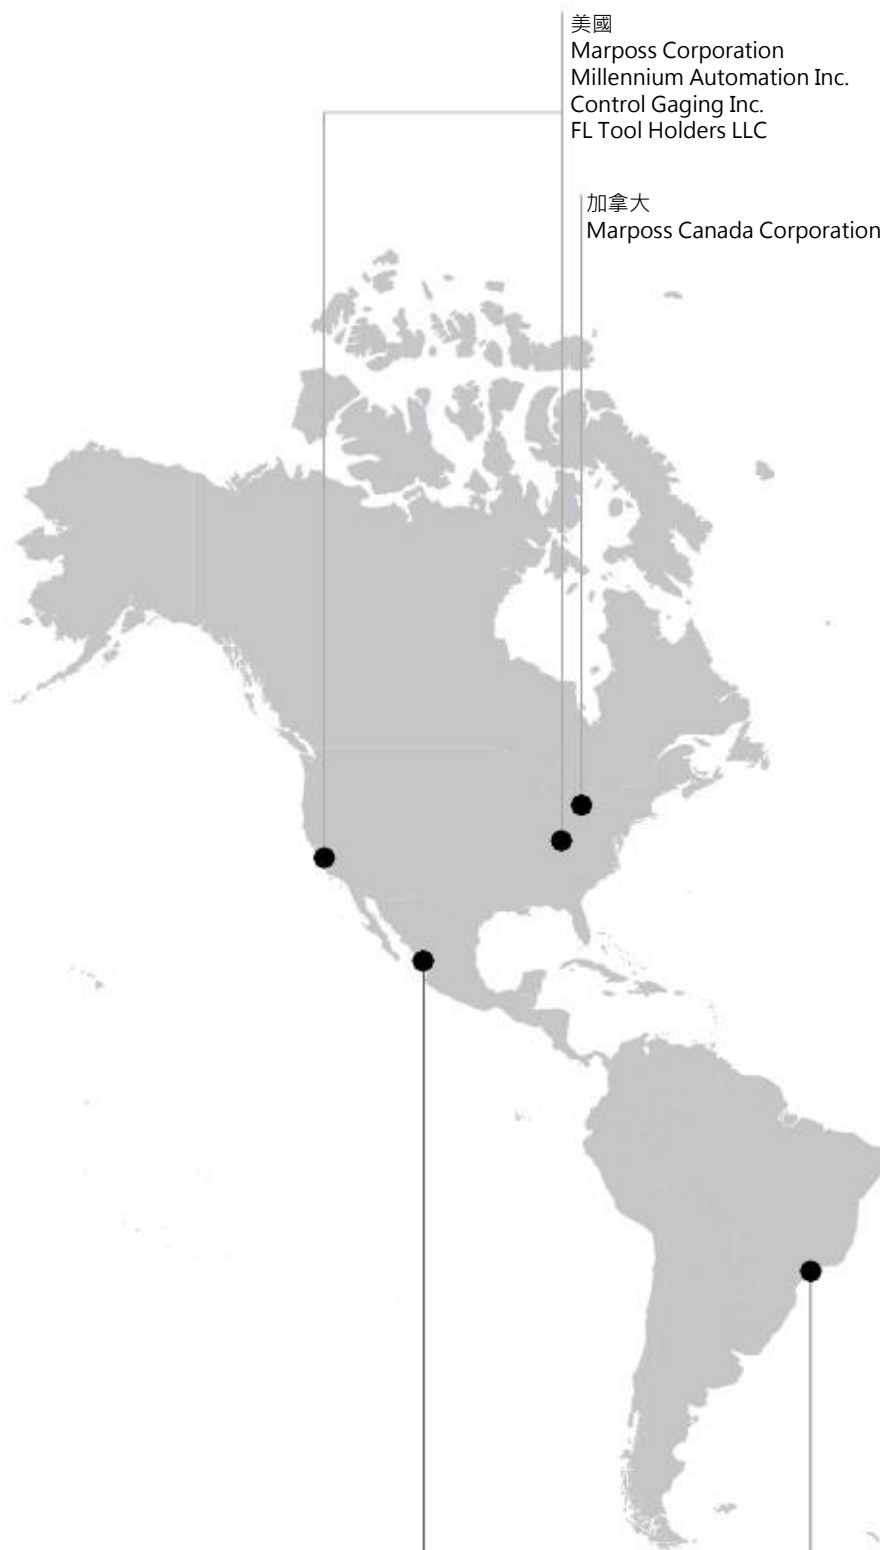 美國
Marposs Corporation
Millennium Automation Inc.
Control Gaging Inc.
FL Tool Holders LLC
加拿大
Marposs Canada Corporation